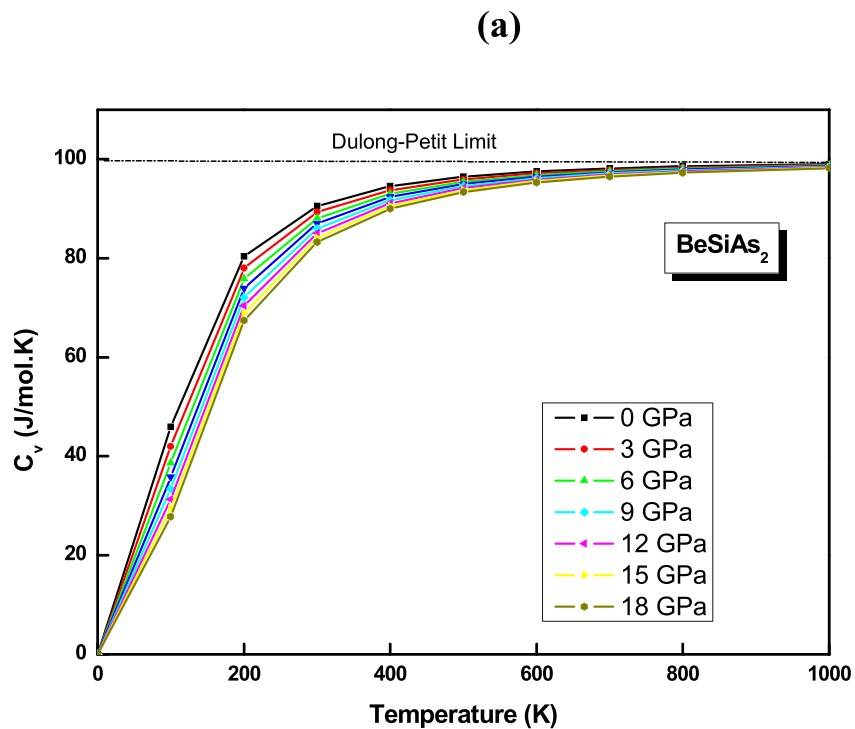 (a)
Dulong-Petit Limit
BeSiAs₂
0 GPa
3 GPa
6 GPa
9 GPa
12 GPa
15 GPa
18 GPa
100
80
60
40
20
0
C_v (J/mol.K)
0 200 400 600 800 1000
Temperature (K)